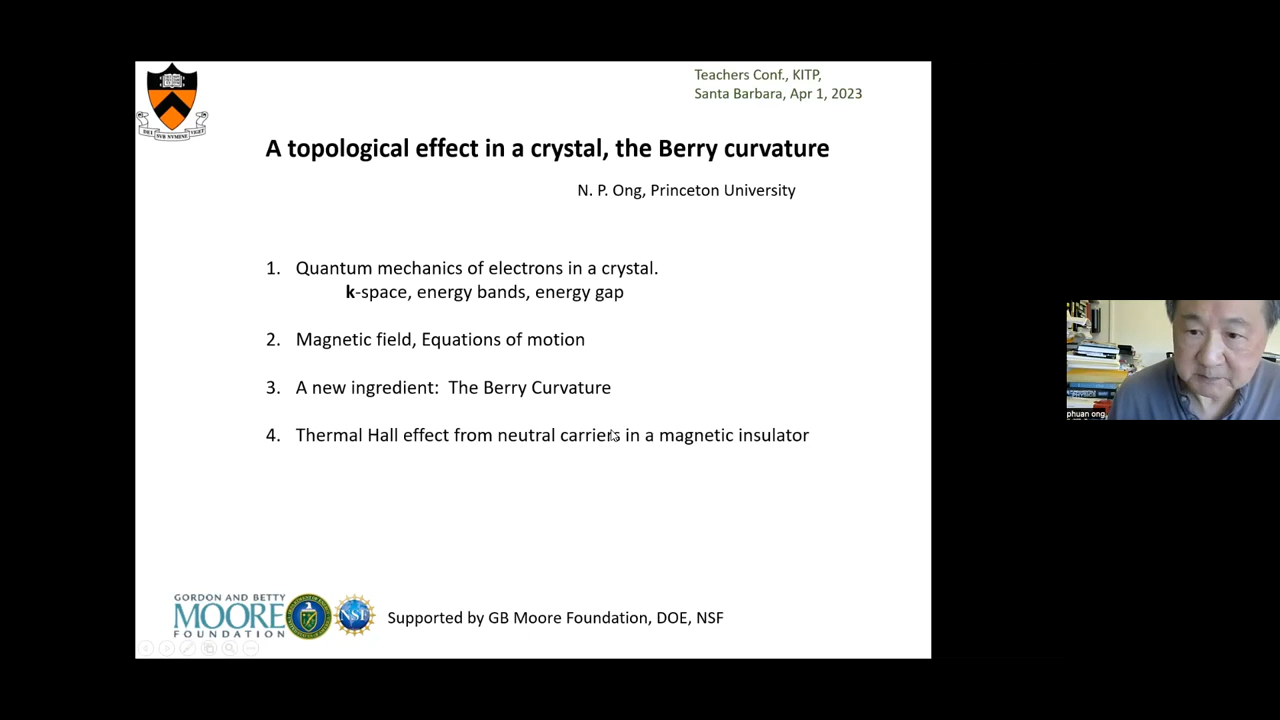 Teachers Conf., KITP,
Santa Barbara, Apr 1, 2023
A topological effect in a crystal, the Berry curvature
N. P. Ong, Princeton University
1. Quantum mechanics of electrons in a crystal.
k-space, energy bands, energy gap
2. Magnetic field, Equations of motion
3. A new ingredient: The Berry Curvature
4. Thermal Hall effect from neutral carriers in a magnetic insulator
GORDON AND BETTY
MOORE
FOUNDATION
NSF
Supported by GB Moore Foundation, DOE, NSF
phuan ong